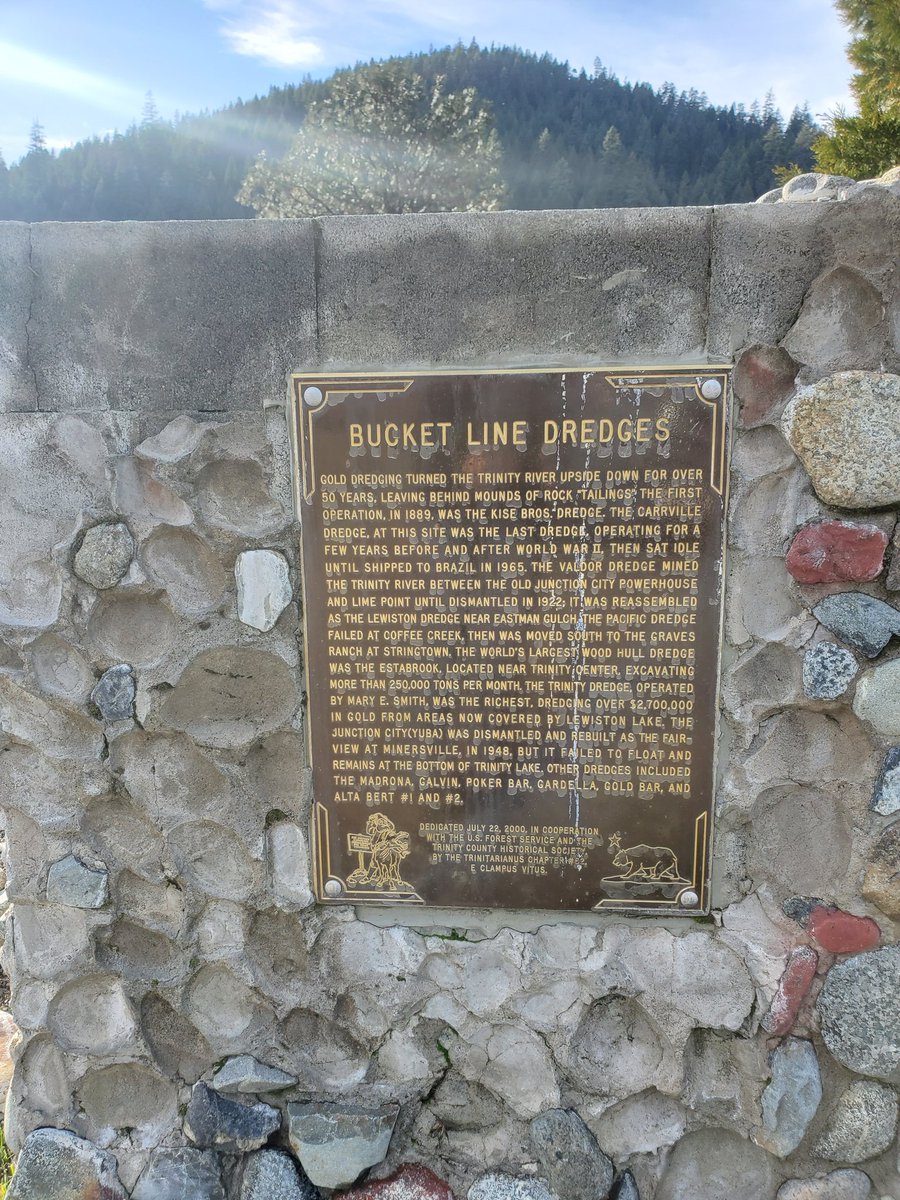 BUCKET LINE DREDGES
GOLD DREDGING TURNED THE TRINITY RIVER UPSIDE DOWN FOR OVER
50 YEARS, LEAVING BEHIND MOUNDS OF ROCK "TAILINGS". THE FIRST
OPERATION, IN 1889, WAS THE KISE BROS. DREDGE. THE CARRVILLE
DREDGE, AT THIS SITE WAS THE LAST DREDGE, OPERATING FOR A
FEW YEARS BEFORE AND AFTER WORLD WAR II, THEN SAT IDLE
UNTIL SHIPPED TO BRAZIL IN 1965. THE VALDOR DREDGE MINED
THE TRINITY RIVER BETWEEN THE OLD JUNCTION CITY POWERHOUSE
AND LIME POINT UNTIL DISMANTLED IN 1922; IT WAS REASSEMBLED
AS THE LEWISTON DREDGE NEAR EASTMAN GULCH. THE PACIFIC DREDGE
FAILED AT COFFEE CREEK, THEN WAS MOVED SOUTH TO THE GRAVES
RANCH AT STRINGTOWN. THE WORLD'S LARGEST WOOD HULL DREDGE
WAS THE ESTABROOK, LOCATED NEAR TRINITY CENTER, EXCAVATING
MORE THAN 250,000 TONS PER MONTH. THE TRINITY DREDGE, OPERATED
BY MARY E. SMITH, WAS THE RICHEST, DREDGING OVER $2,700,000
IN GOLD FROM AREAS NOW COVERED BY LEWISTON LAKE. THE
JUNCTION CITY(YUBA) WAS DISMANTLED AND REBUILT AS THE FAIR-
VIEW AT MINERSVILLE, IN 1948, BUT IT FAILED TO FLOAT AND
REMAINS AT THE BOTTOM OF TRINITY LAKE. OTHER DREDGES INCLUDED
THE MADRONA, GALVIN, POKER BAR, GARDELLA, GOLD BAR, AND
ALTA BERT #1 AND #2.
DEDICATED JULY 22, 2000, IN COOPERATION
WITH THE U.S. FOREST SERVICE AND THE
TRINITY COUNTY HISTORICAL SOCIETY,
BY THE TRINITARIANUS CHAPTER
E CLAMPUS VITUS.